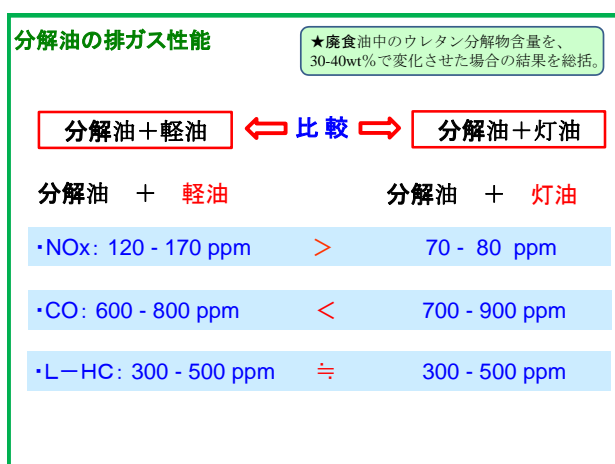 分解油の排ガス性能
★廃食油中のウレタン分解物含量を、
30-40wt%で変化させた場合の結果を総括。
分解油＋軽油 ⇦ 比較 ⇨ 分解油＋灯油
分解油 ＋ 軽油 分解油 ＋ 灯油
・NOx: 120 - 170 ppm ＞ 70 - 80 ppm
・CO: 600 - 800 ppm ＜ 700 - 900 ppm
・L－HC: 300 - 500 ppm ≒ 300 - 500 ppm